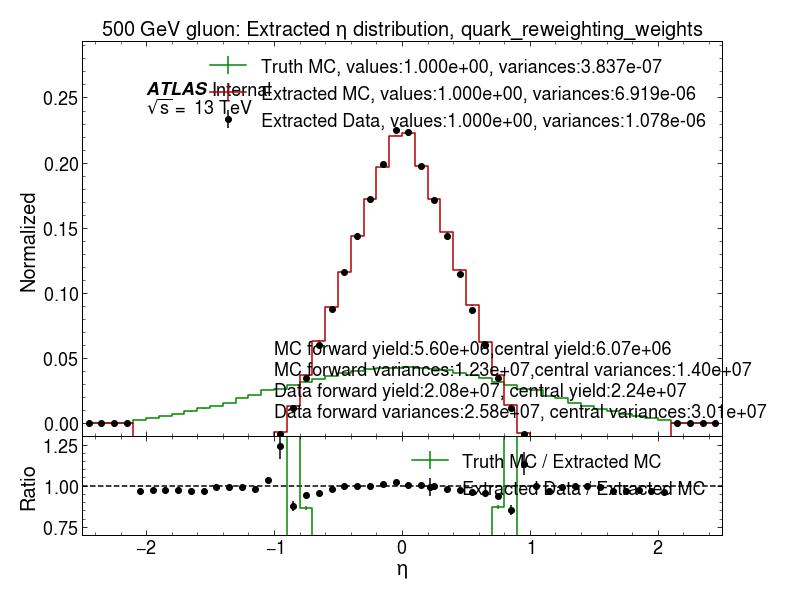 500 GeV gluon: Extracted η distribution, quark_reweighting_weights
Truth MC, values:1.000e+00, variances:3.837e-07
ATLAS Internal
Extracted MC, values:1.000e+00, variances:6.919e-06
√s = 13 TeV
Extracted Data, values:1.000e+00, variances:1.078e-06
0.25
0.20
0.15
0.10
0.05
0.00
Normalized
MC forward yield:5.60e+06,central yield:6.07e+06
MC forward variances:1.23e+07,central variances:1.40e+07
Data forward yield:2.08e+07, central yield:2.24e+07
Data forward variances:2.58e+07, central variances:3.01e+07
1.25
1.00
0.75
Ratio
Truth MC / Extracted MC
Extracted Data / Extracted MC
−2 −1 0 1 2
η